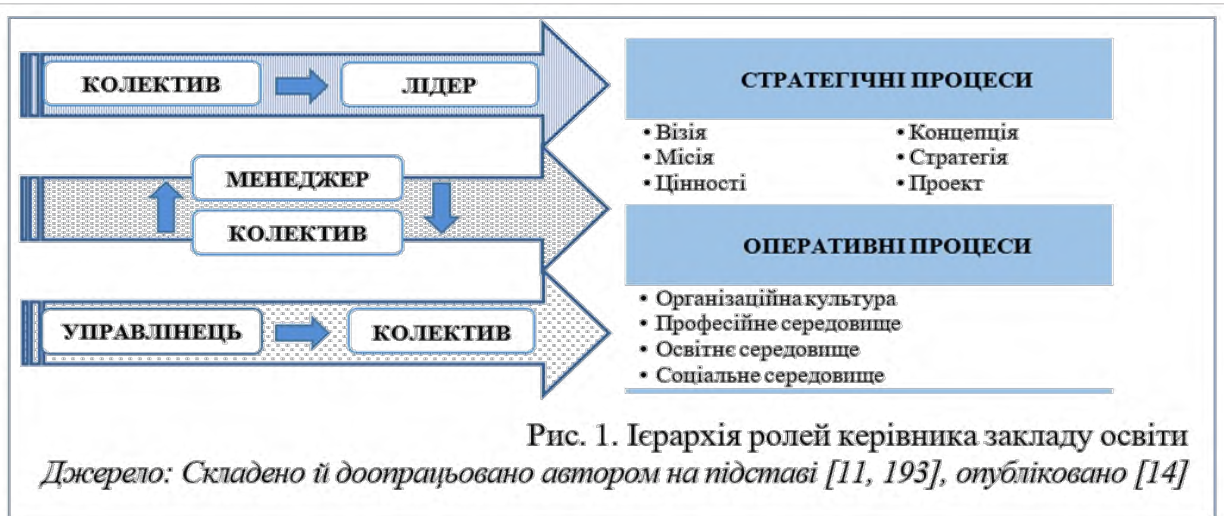 КОЛЕКТИВ
ЛІДЕР
МЕНЕДЖЕР
КОЛЕКТИВ
УПРАВЛІНЕЦЬ
КОЛЕКТИВ
СТРАТЕГІЧНІ ПРОЦЕСИ
• Візія
• Місія
• Цінності
• Концепція
• Стратегія
• Проект
ОПЕРАТИВНІ ПРОЦЕСИ
• Організаційна культура
• Професійне середовище
• Освітнє середовище
• Соціальне середовище
Рис. 1. Ієрархія ролей керівника закладу освіти
Джерело: Складено й доопрацьовано автором на підставі [11, 193], опубліковано [14]